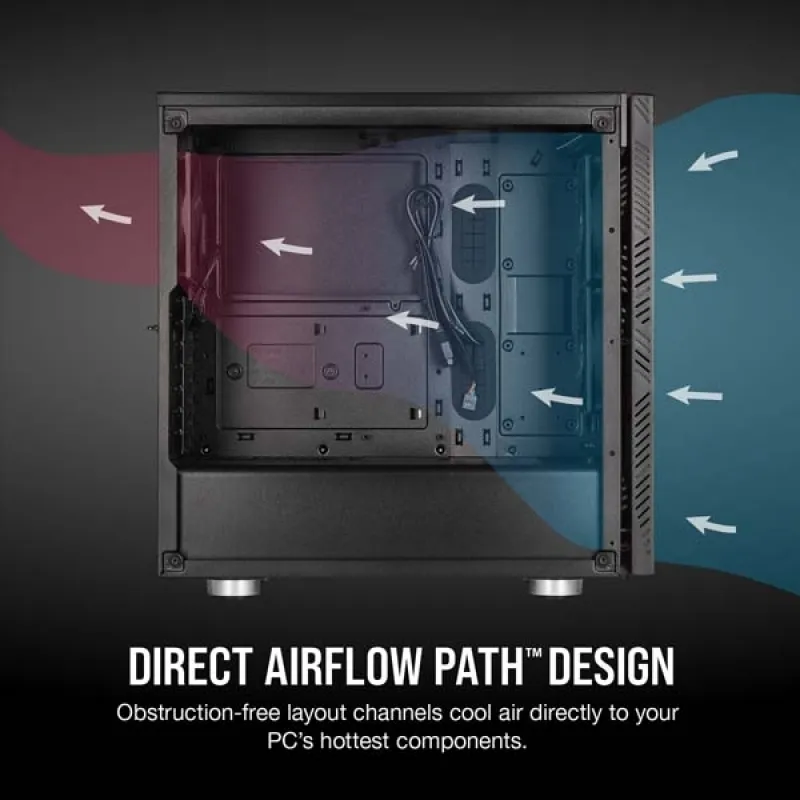 DIRECT AIRFLOW PATH™ DESIGN
Obstruction-free layout channels cool air directly to your
PC's hottest components.